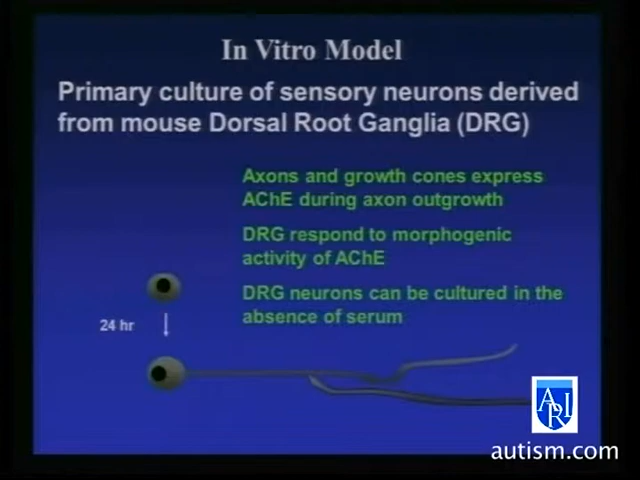 In Vitro Model
Primary culture of sensory neurons derived
from mouse Dorsal Root Ganglia (DRG)
Axons and growth cones express
AChE during axon outgrowth
DRG respond to morphogenic
activity of AChE
DRG neurons can be cultured in the
absence of serum
24 hr
ARI
autism.com